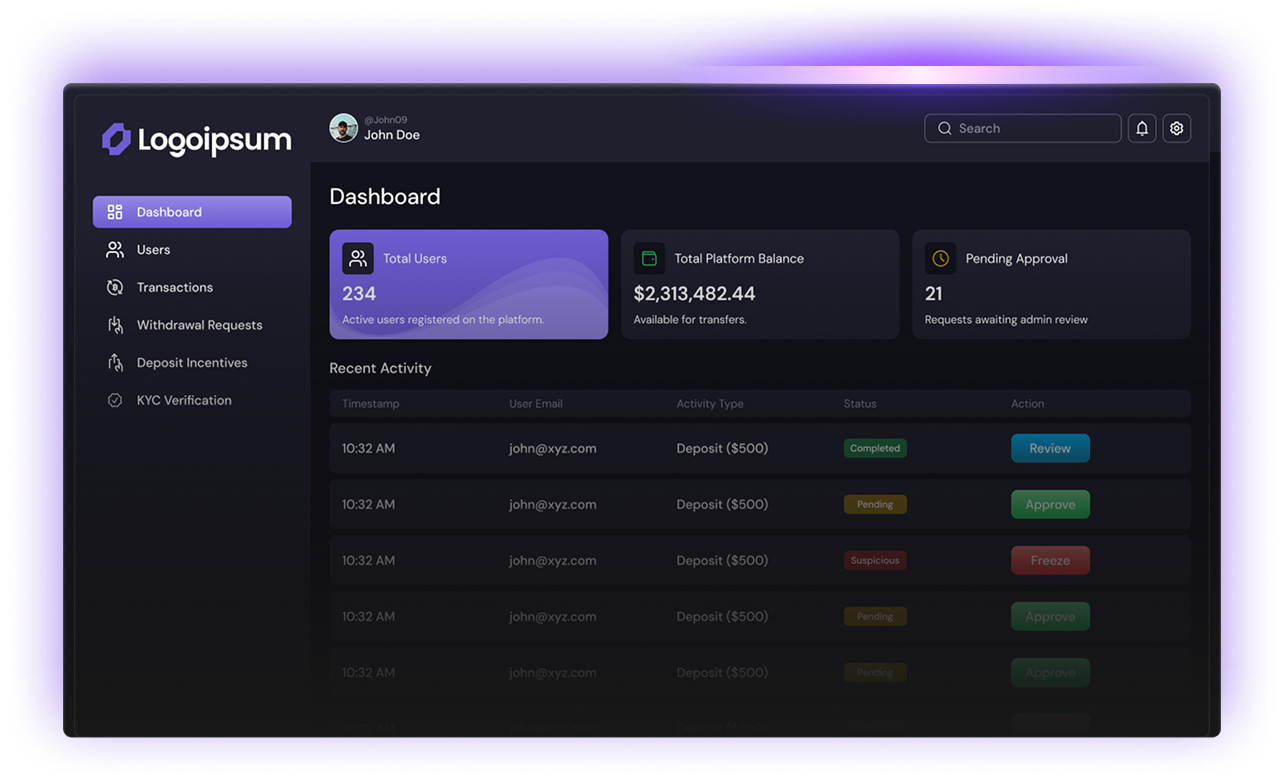 Logoipsum
@John09
John Doe
Search
Dashboard
Users
Transactions
Withdrawal Requests
Deposit Incentives
KYC Verification
Dashboard
Total Users
234
Active users registered on the platform.
Total Platform Balance
$2,313,482.44
Available for transfers.
Pending Approval
21
Requests awaiting admin review
Recent Activity
Timestamp User Email Activity Type Status Action
10:32 AM john@xyz.com Deposit ($500) Completed Review
10:32 AM john@xyz.com Deposit ($500) Pending Approve
10:32 AM john@xyz.com Deposit ($500) Suspicious Freeze
10:32 AM john@xyz.com Deposit ($500) Pending Approve
10:32 AM john@xyz.com Deposit ($500) Pending Approve